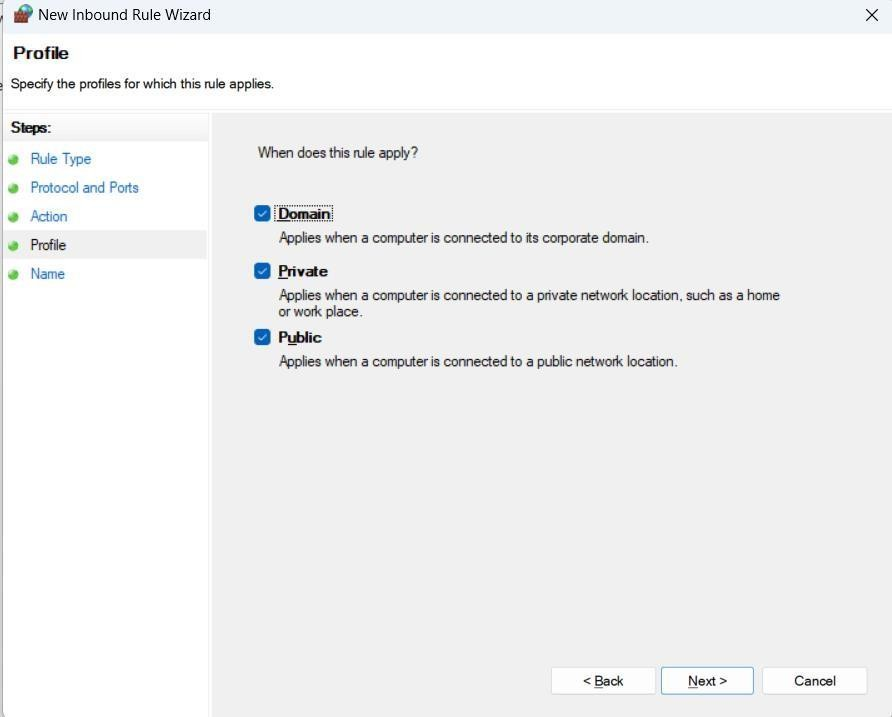 New Inbound Rule Wizard
Profile
Specify the profiles for which this rule applies.
Steps:
Rule Type
Protocol and Ports
Action
Profile
Name
When does this rule apply?
Domain
Applies when a computer is connected to its corporate domain.
Private
Applies when a computer is connected to a private network location, such as a home
or work place.
Public
Applies when a computer is connected to a public network location.
< Back
Next >
Cancel